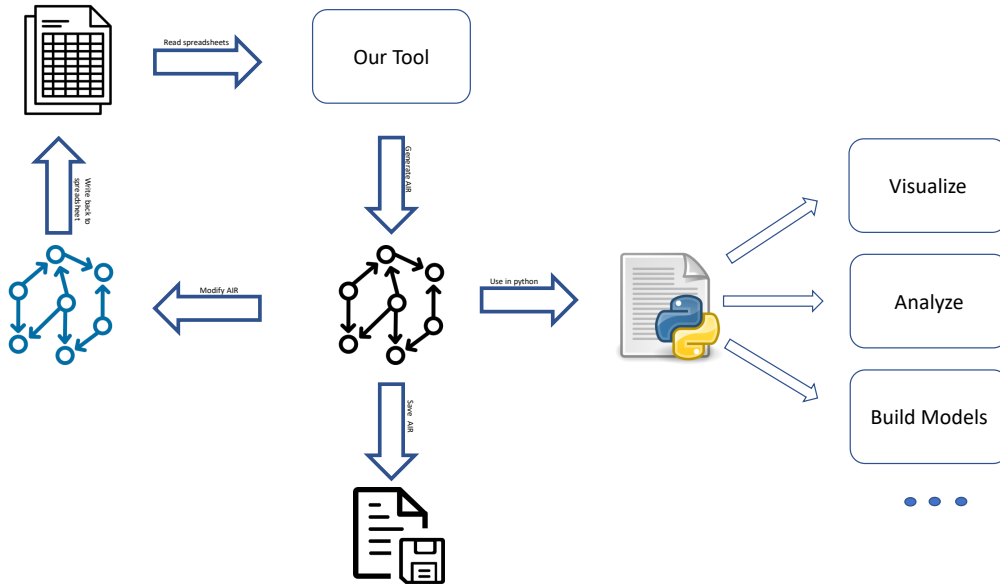 Read spreadsheets
Our Tool
Generate AIR
Write back to
spreadsheet
Visualize
Modify AIR
Use in python
Analyze
Save AIR
Build Models